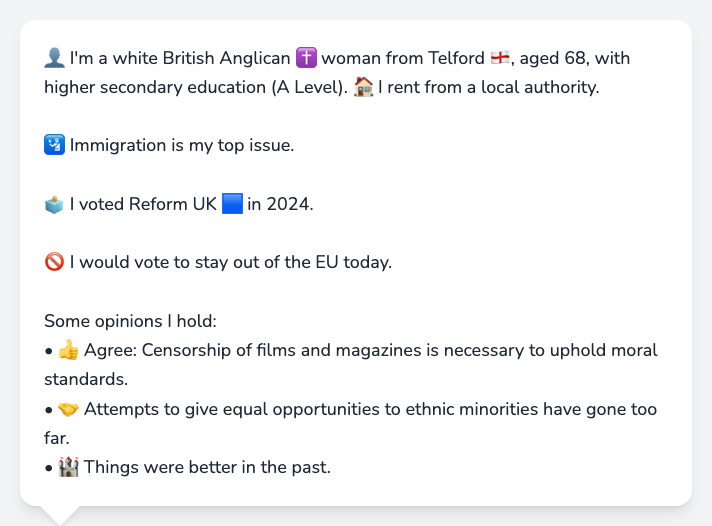 👤 I'm a white British Anglican ✝️ woman from Telford 🏴󠁧󠁢󠁥󠁮󠁧󠁿, aged 68, with
higher secondary education (A Level). 🏠 I rent from a local authority.
🛂 Immigration is my top issue.
🗳️ I voted Reform UK 🟦 in 2024.
🚫 I would vote to stay out of the EU today.
Some opinions I hold:
• 👍 Agree: Censorship of films and magazines is necessary to uphold moral
standards.
• 🤝 Attempts to give equal opportunities to ethnic minorities have gone too
far.
• 🏰 Things were better in the past.